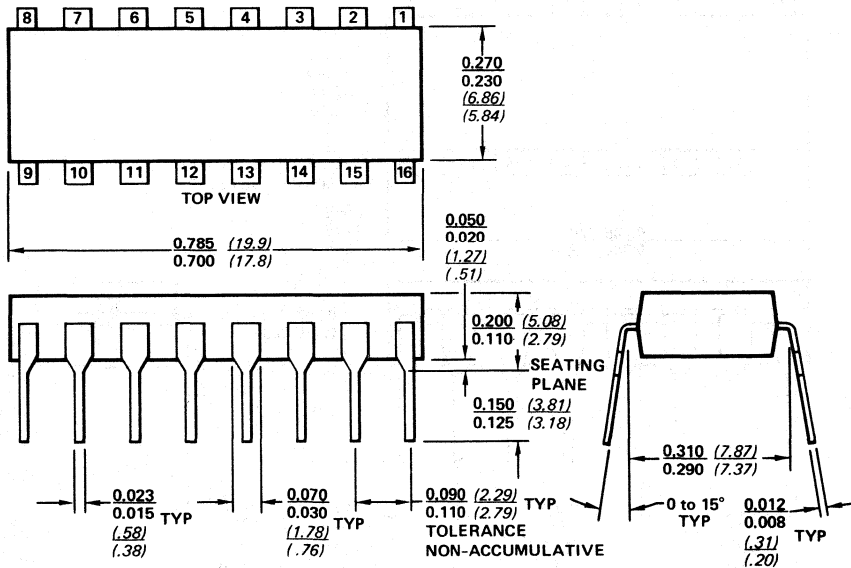 8 7 6 5 4 3 2 1
0.270
0.230
(6.86)
(5.84)
9 10 11 12 13 14 15 16
TOP VIEW
0.785 (19.9)
0.700 (17.8)
0.050
0.020
(1.27)
(.51)
0.200 (5.08)
0.110 (2.79)
SEATING
PLANE
0.150 (3.81)
0.125 (3.18)
0.310 (7.87)
0.290 (7.37)
0.023
0.015 TYP
(.58)
(.38)
0.070
0.030 TYP
(1.78)
(.76)
0.090 (2.29)
0.110 (2.79) TYP
TOLERANCE
NON-ACCUMULATIVE
0 to 15°
TYP
0.012
0.008 TYP
(.31)
(.20)